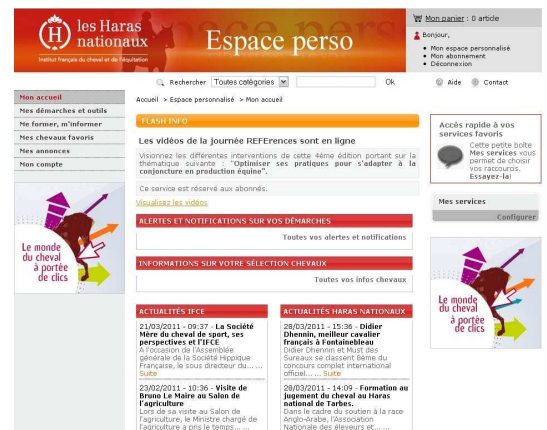 les Haras
nationaux
Institut français du cheval et de l'équitation
Espace perso
Mon panier : 0 article
Bonjour,
Mon espace personnalisé
Mon abonnement
Déconnexion
Rechercher Toutes catégories Ok
Aide Contact
Mon accueil
Mes démarches et outils
Me former, m'informer
Mes chevaux favoris
Mes annonces
Mon compte
Le monde
du cheval
à portée
de clics
Accueil > Espace personnalisé > Mon accueil
FLASH INFO
Les vidéos de la journée REFErences sont en ligne
Visionnez les différentes interventions de cette 4ème édition portant sur la
thématique suivante : "Optimiser ses pratiques pour s'adapter à la
conjoncture en production équine".
Ce service est réservé aux abonnés.
Visualisez les vidéos
ALERTES ET NOTIFICATIONS SUR VOS DÉMARCHES
Toutes vos alertes et notifications
INFORMATIONS SUR VOTRE SÉLECTION CHEVAUX
Toutes vos infos chevaux
ACTUALITÉS IFCE
21/03/2011 - 09:37 - La Société
Mère du cheval de sport, ses
perspectives et l'IFCE
A l'occasion de l'Assemblée
générale de la Société Hippique
Française, le sous directeur du... ...
Suite
23/02/2011 - 10:36 - Visite de
Bruno Le Maire au Salon de
l'agriculture
Lors de sa visite au Salon de
l'agriculture, le Ministre chargé de
l'agriculture a pris le temps... ...
ACTUALITÉS HARAS NATIONAUX
28/03/2011 - 15:36 - Didier
Dhennin, meilleur cavalier
français à Fontainebleau
Didier Dhennin et Must des
Sureaux se classent 8ème du
concours complet international
officiel... ... Suite
28/03/2011 - 14:09 - Formation au
jugement du cheval au Haras
national de Tarbes.
Dans le cadre du soutien à la race
Anglo-Arabe, l'Association
Nationale des éleveurs et... ...
Accès rapide à vos
services favoris
Cette petite boîte
Mes services vous
permet de choisir
vos raccourcis.
Essayez-la!
Mes services
Configurer
Le monde
du cheval
à portée
de clics